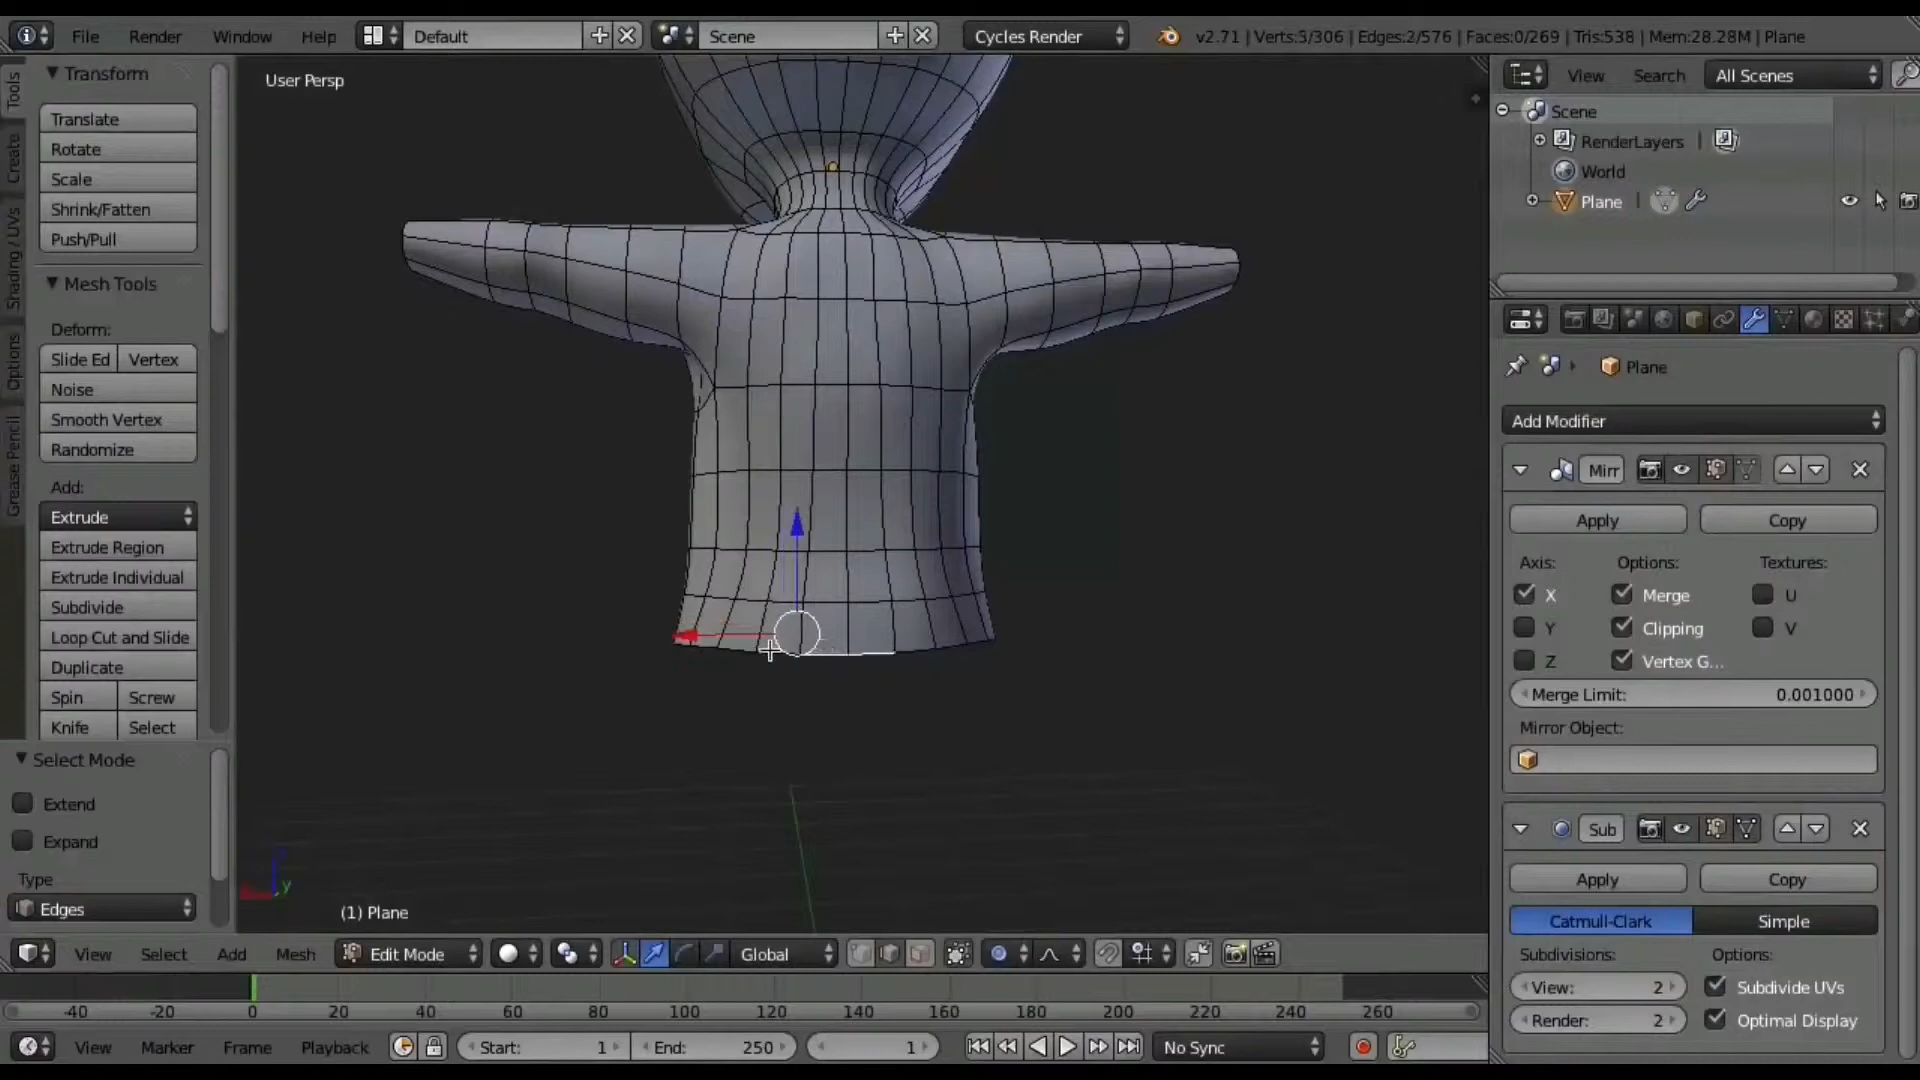 File Render Window Help Default Scene Cycles Render v2.71 | Verts:3/306 | Edges:2/576 | Faces:0/269 | Tris:538 | Mem:28.28M | Plane
Tools
Create
Shading / UVs
Options
Grease Pencil
Transform
Translate
Rotate
Scale
Shrink/Fatten
Push/Pull
Mesh Tools
Deform:
Slide Ed Vertex
Noise
Smooth Vertex
Randomize
Add:
Extrude
Extrude Region
Extrude Individual
Subdivide
Loop Cut and Slide
Duplicate
Spin Screw
Knife Select
Select Mode
Extend
Expand
Type
Edges
User Persp
y
(1) Plane
View Search All Scenes
Scene
RenderLayers |
World
Plane |
Plane
Add Modifier
Mirr
Apply Copy
Axis: Options: Textures:
X Merge U
Y Clipping V
Z Vertex G...
Merge Limit: 0.001000
Mirror Object:
Sub
Apply Copy
Catmull-Clark Simple
Subdivisions: Options:
View: 2 Subdivide UVs
Render: 2 Optimal Display
View Select Add Mesh Edit Mode Global
-40 -20 0 20 40 60 80 100 120 140 160 180 200 220 240 260
View Marker Frame Playback Start: 1 End: 250 1 No Sync